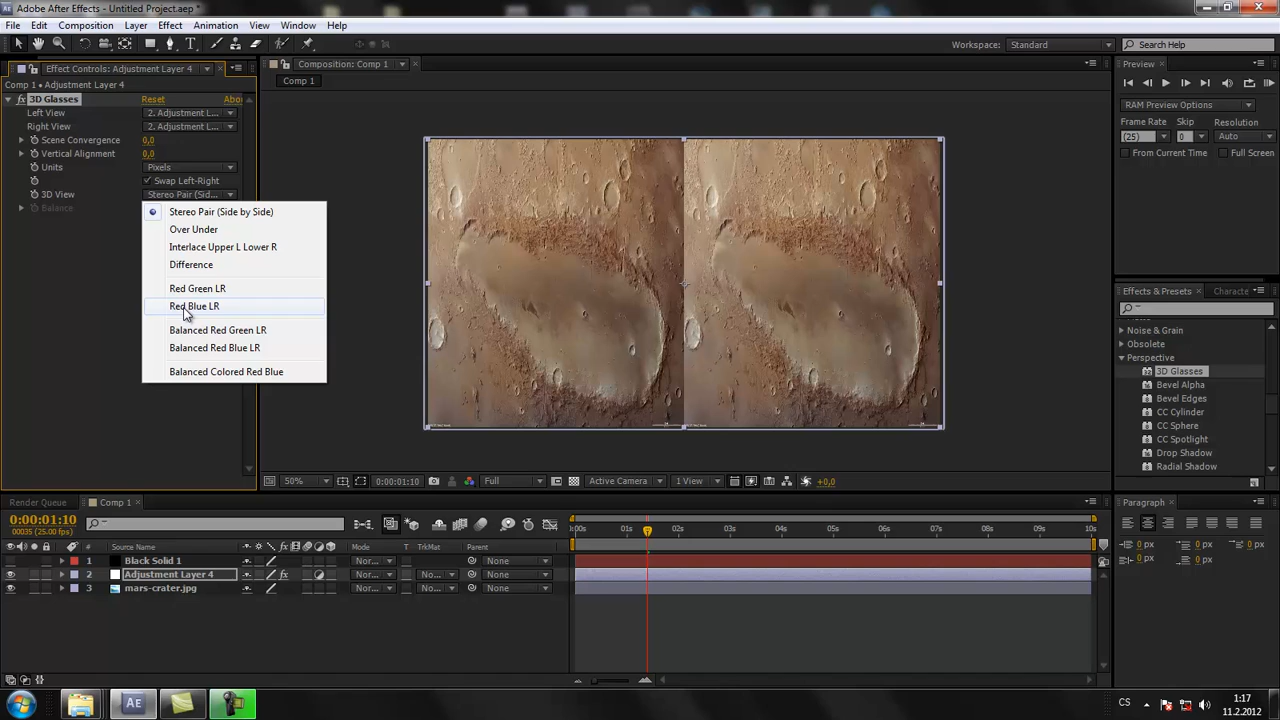 Adobe After Effects - Untitled Project.aep *
File Edit Composition Layer Effect Animation View Window Help
Workspace: Standard Search Help
Effect Controls: Adjustment Layer 4
Composition: Comp 1
Preview
Comp 1 • Adjustment Layer 4
Comp 1
3D Glasses Reset Abo
Left View 2. Adjustment L...
Right View 2. Adjustment L...
Scene Convergence 0,0
Vertical Alignment 0,0
Units Pixels
Swap Left-Right
3D View Stereo Pair (Sid...
Balance
Stereo Pair (Side by Side)
Over Under
Interlace Upper L Lower R
Difference
Red Green LR
Red Blue LR
Balanced Red Green LR
Balanced Red Blue LR
Balanced Colored Red Blue
RAM Preview Options
Frame Rate Skip Resolution
(25) 1 Auto
From Current Time Full Screen
Effects & Presets Characte
Noise & Grain
Obsolete
Perspective
3D Glasses
Bevel Alpha
Bevel Edges
CC Cylinder
CC Sphere
CC Spotlight
Drop Shadow
Radial Shadow
50% 0:00:01:10 Full Active Camera 1 View +0,0
Render Queue Comp 1
Paragraph
0:00:01:10
00035 (25.00 fps)
:00s 01s 02s 03s 04s 05s 06s 07s 08s 09s 10s
# Source Name Mode T TrkMat Parent
1 Black Solid 1 Nor... None
2 Adjustment Layer 4 Nor... No... None
3 mars-crater.jpg Nor... No... None
0 px 0 px 0 px
0 px 0 px
CS 1:17
11.2.2012